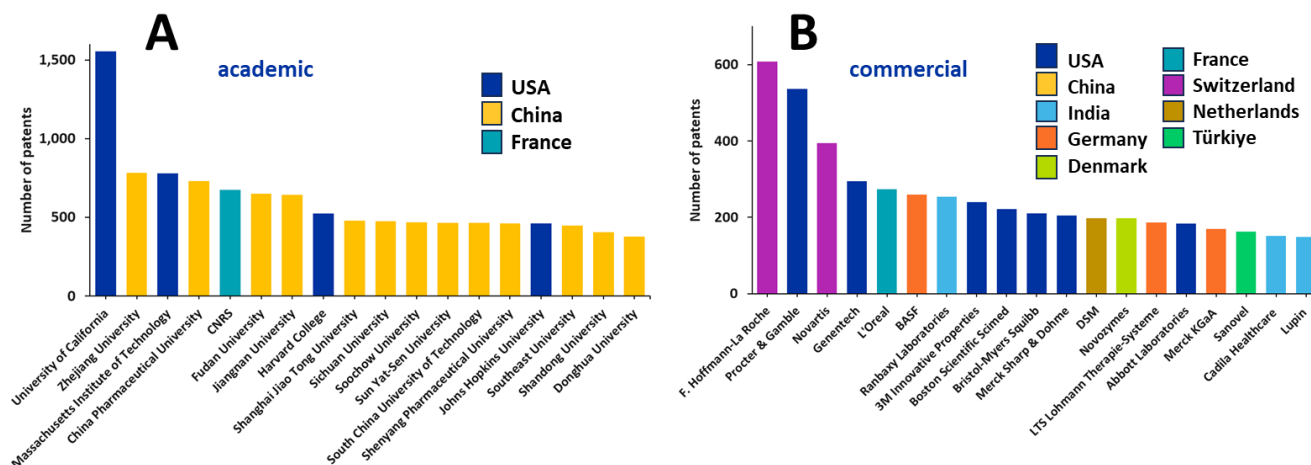 A
academic
Number of patents
1,500
1,000
500
0
USA
China
France
University of California
Zhejiang University
Massachusetts Institute of Technology
China Pharmaceutical University
CNRS
Fudan University
Jiangnan University
Harvard College
Shanghai Jiao Tong University
Sichuan University
Soochow University
Sun Yat-Sen University
South China University of Technology
Shenyang Pharmaceutical University
Johns Hopkins University
Southeast University
Shandong University
Donghua University
B
commercial
Number of patents
600
400
200
0
USA
China
India
Germany
Denmark
France
Switzerland
Netherlands
Türkiye
F. Hoffmann-La Roche
Procter & Gamble
Novartis
Genentech
L'Oreal
BASF
Ranbaxy Laboratories
3M Innovative Properties
Boston Scientific Scimed
Bristol-Myers Squibb
Merck Sharp & Dohme
DSM
Novozymes
LTS Lohmann Therapie-Systeme
Abbott Laboratories
Merck KGaA
Sanovel
Cadila Healthcare
Lupin